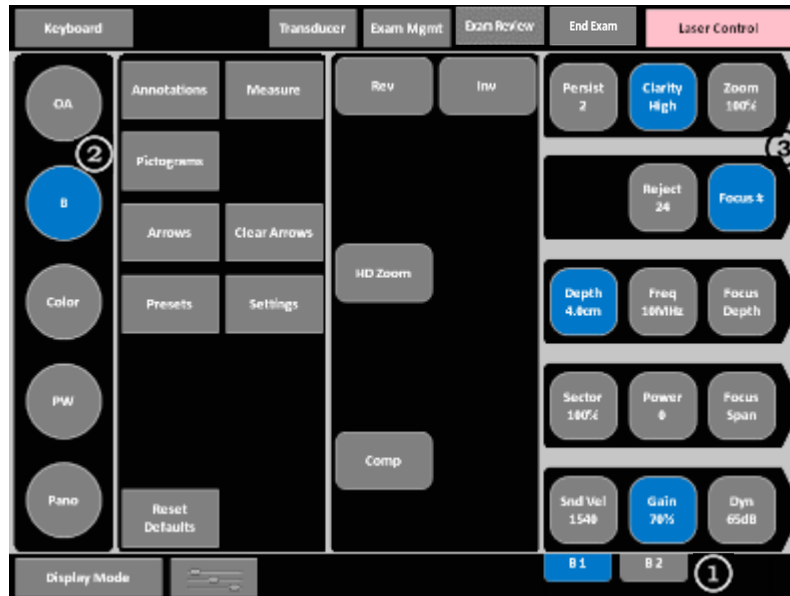 Keyboard
Transducer
Exam Mgmt
Exam Review
End Exam
Laser Control
OA
2
B
Color
PW
Pano
Annotations
Measure
Pictograms
Arrows
Clear Arrows
Presets
Settings
Reset
Defaults
Rev
Inv
HD Zoom
Comp
Persist
2
Clarity
High
Zoom
100%
3
Reject
24
Focus #
Depth
4.0cm
Freq
10MHz
Focus
Depth
Sector
100%
Power
0
Focus
Span
Snd Vel
1540
Gain
70%
Dyn
65dB
Display Mode
B 1
B 2
1